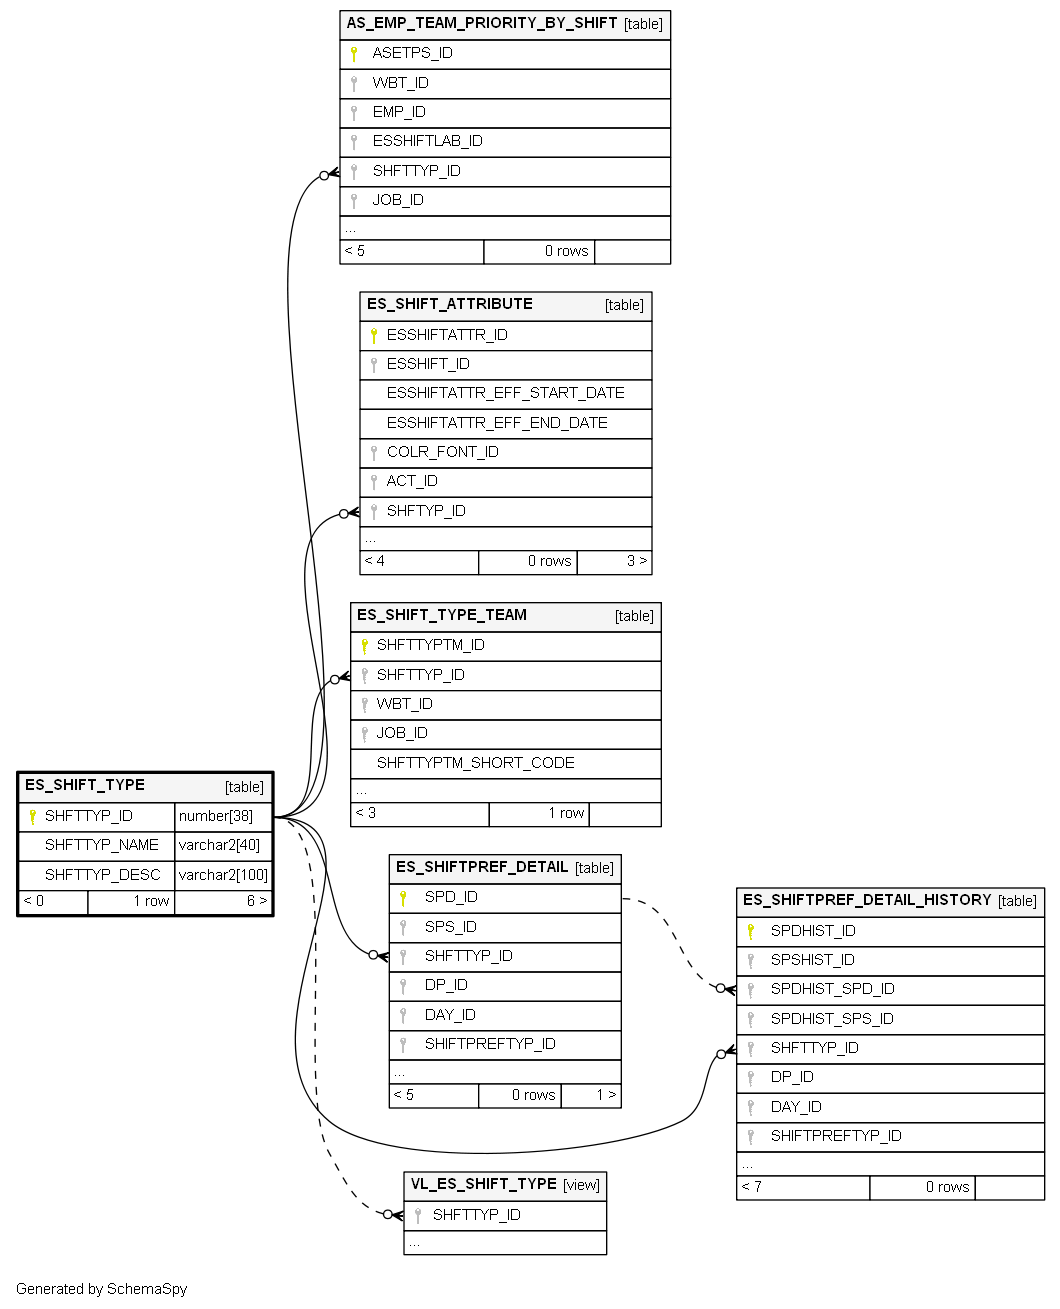 AS_EMP_TEAM_PRIORITY_BY_SHIFT [table]
ASETPS_ID
WBT_ID
EMP_ID
ESSHIFTLAB_ID
SHFTTYP_ID
JOB_ID
...
< 5 0 rows
ES_SHIFT_ATTRIBUTE [table]
ESSHIFTATTR_ID
ESSHIFT_ID
ESSHIFTATTR_EFF_START_DATE
ESSHIFTATTR_EFF_END_DATE
COLR_FONT_ID
ACT_ID
SHFTYP_ID
...
< 4 0 rows 3 >
ES_SHIFT_TYPE_TEAM [table]
SHFTTYPTM_ID
SHFTTYP_ID
WBT_ID
JOB_ID
SHFTTYPTM_SHORT_CODE
...
< 3 1 row
ES_SHIFT_TYPE [table]
SHFTTYP_ID number[38]
SHFTTYP_NAME varchar2[40]
SHFTTYP_DESC varchar2[100]
< 0 1 row 6 >
ES_SHIFTPREF_DETAIL [table]
SPD_ID
SPS_ID
SHFTTYP_ID
DP_ID
DAY_ID
SHIFTPREFTYP_ID
...
< 5 0 rows 1 >
ES_SHIFTPREF_DETAIL_HISTORY [table]
SPDHIST_ID
SPSHIST_ID
SPDHIST_SPD_ID
SPDHIST_SPS_ID
SHFTTYP_ID
DP_ID
DAY_ID
SHIFTPREFTYP_ID
...
< 7 0 rows
VL_ES_SHIFT_TYPE [view]
SHFTTYP_ID
...
Generated by SchemaSpy